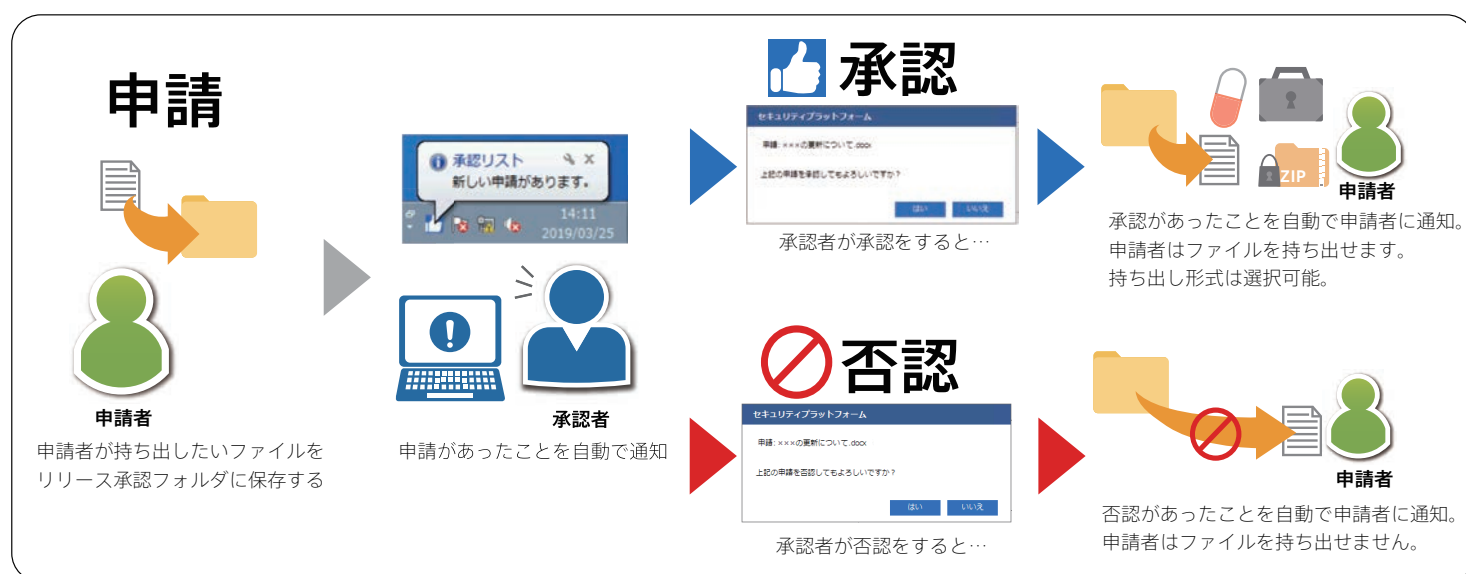 申請
申請者
申請者が持ち出したいファイルを
リリース承認フォルダに保存する
承認リスト
新しい申請があります。
14:11
2019/03/25
承認者
申請があったことを自動で通知
承認
セキュリティプラットフォーム
申請: ×××の更新について.docx
上記の申請を承認してもよろしいですか？
はい
いいえ
承認者が承認をすると…
ZIP
申請者
承認があったことを自動で申請者に通知。
申請者はファイルを持ち出せます。
持ち出し形式は選択可能。
否認
セキュリティプラットフォーム
申請: ×××の更新について.docx
上記の申請を否認してもよろしいですか？
はい
いいえ
承認者が否認をすると…
申請者
否認があったことを自動で申請者に通知。
申請者はファイルを持ち出せません。